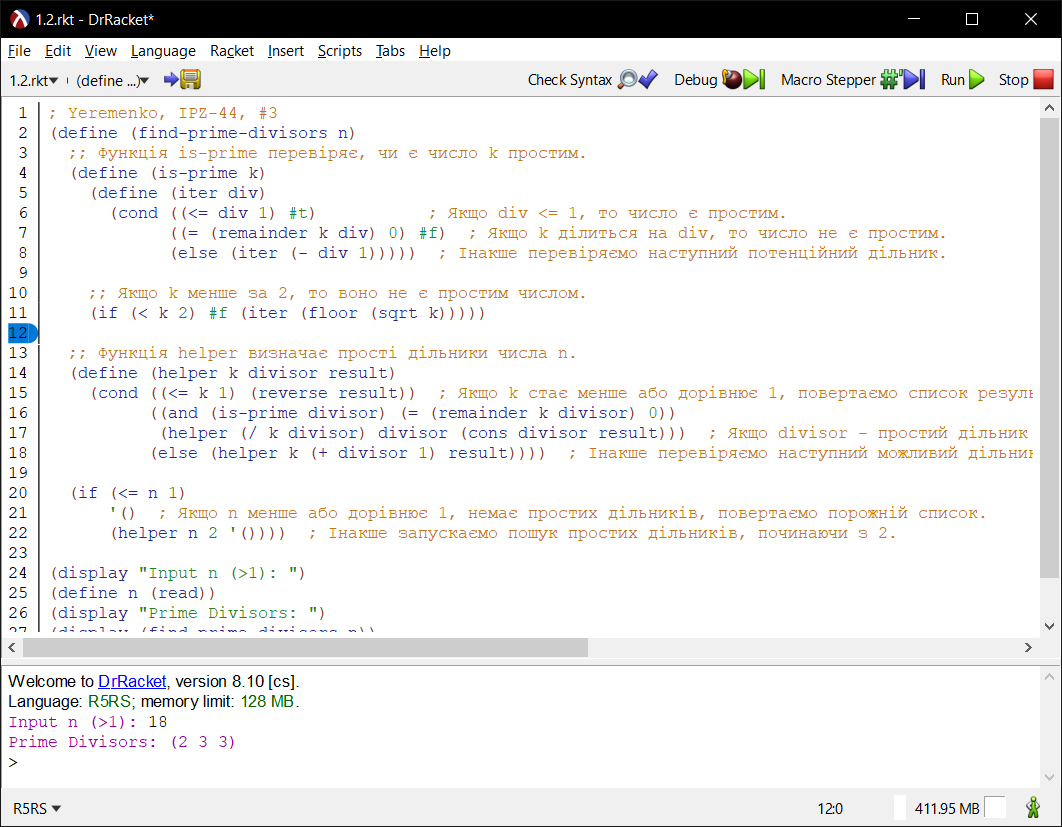 1.2.rkt - DrRacket*
File Edit View Language Racket Insert Scripts Tabs Help
1.2.rkt (define ...) Check Syntax Debug Macro Stepper Run Stop
1 ; Yeremenko, IPZ-44, #3
2 (define (find-prime-divisors n)
3 ;; Функція is-prime перевіряє, чи є число k простим.
4 (define (is-prime k)
5 (define (iter div)
6 (cond ((<= div 1) #t) ; Якщо div <= 1, то число є простим.
7 ((= (remainder k div) 0) #f) ; Якщо k ділиться на div, то число не є простим.
8 (else (iter (- div 1))))) ; Інакше перевіряємо наступний потенційний дільник.
9
10 ;; Якщо k менше за 2, то воно не є простим числом.
11 (if (< k 2) #f (iter (floor (sqrt k)))))
12
13 ;; Функція helper визначає прості дільники числа n.
14 (define (helper k divisor result)
15 (cond ((<= k 1) (reverse result)) ; Якщо k стає менше або дорівнює 1, повертаємо список резуль
16 ((and (is-prime divisor) (= (remainder k divisor) 0))
17 (helper (/ k divisor) divisor (cons divisor result))) ; Якщо divisor - простий дільник
18 (else (helper k (+ divisor 1) result)))) ; Інакше перевіряємо наступний можливий дільник
19
20 (if (<= n 1)
21 '() ; Якщо n менше або дорівнює 1, немає простих дільників, повертаємо порожній список.
22 (helper n 2 '()))) ; Інакше запускаємо пошук простих дільників, починаючи з 2.
23
24 (display "Input n (>1): ")
25 (define n (read))
26 (display "Prime Divisors: ")
27 (display (find-prime-divisors n))
Welcome to DrRacket, version 8.10 [cs].
Language: R5RS; memory limit: 128 MB.
Input n (>1): 18
Prime Divisors: (2 3 3)
>
R5RS 12:0 411.95 MB